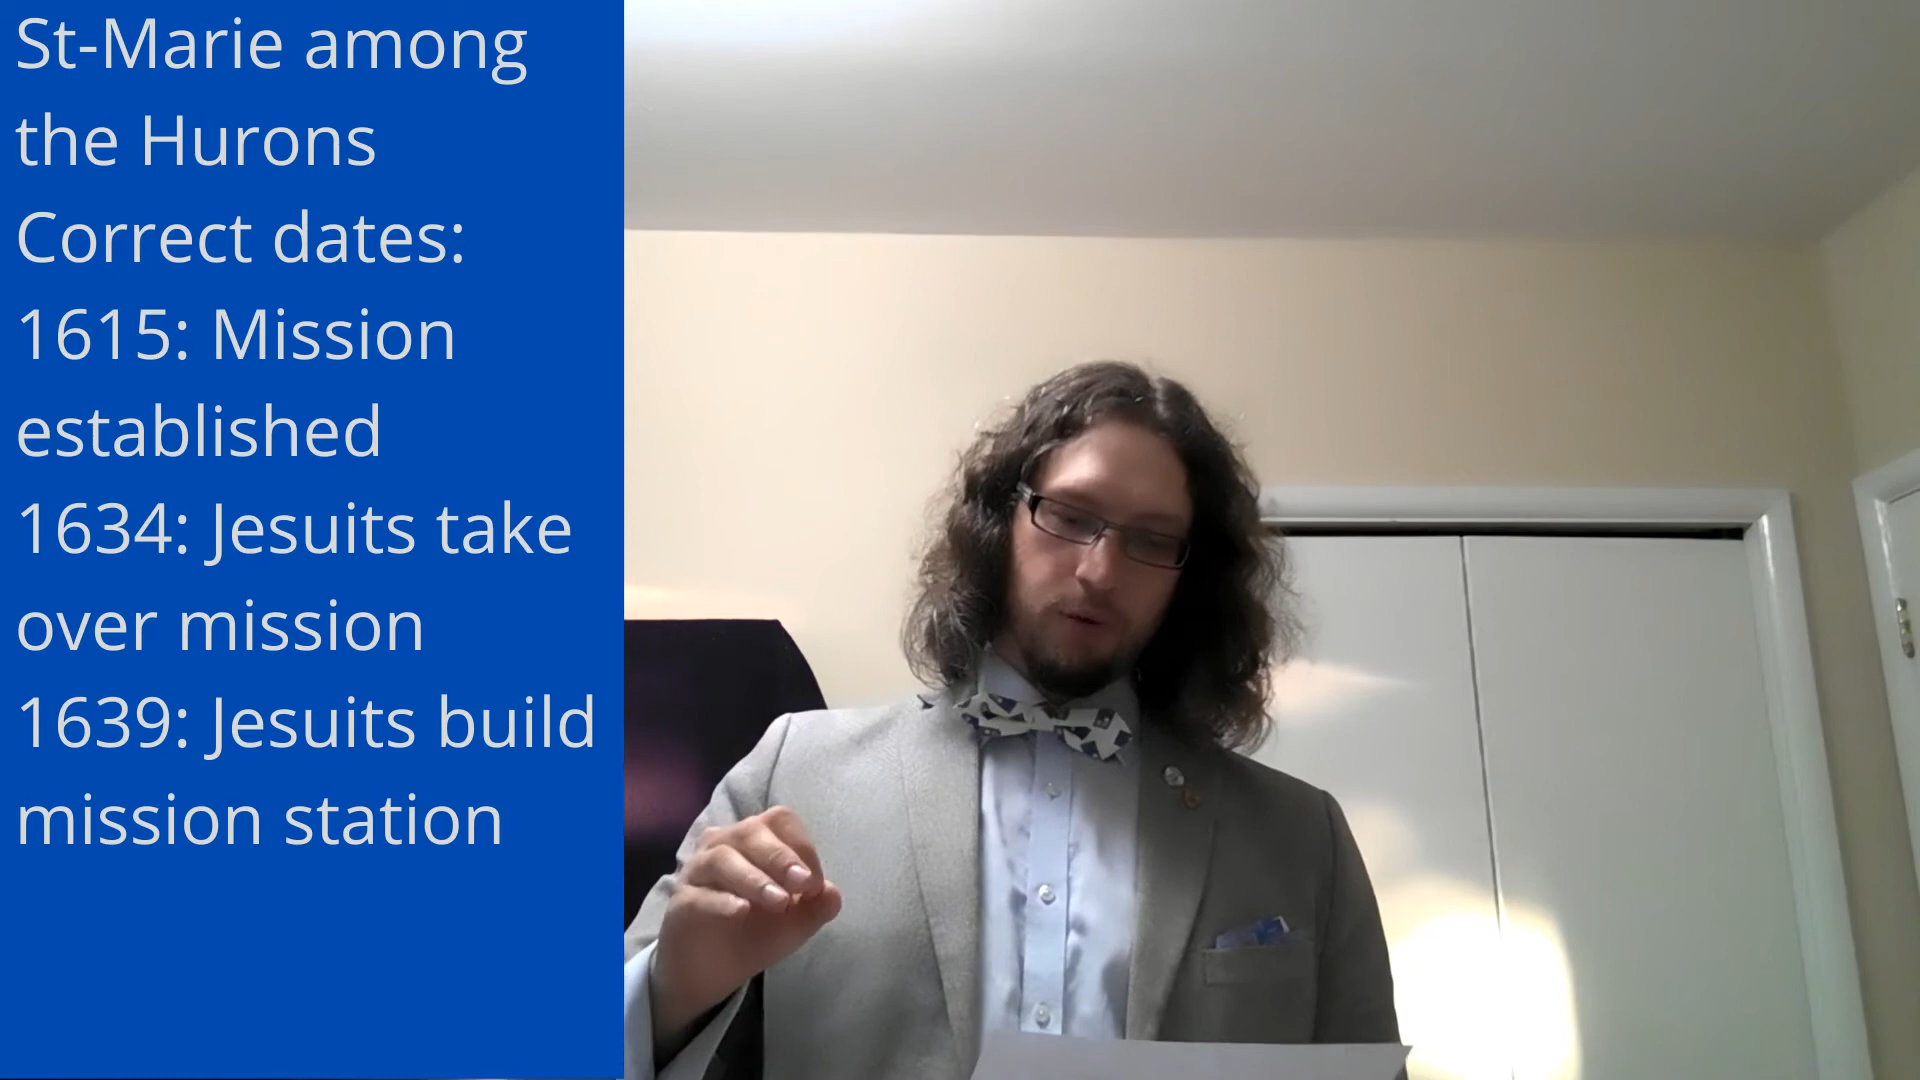 St-Marie among
the Hurons
Correct dates:
1615: Mission
established
1634: Jesuits take
over mission
1639: Jesuits build
mission station